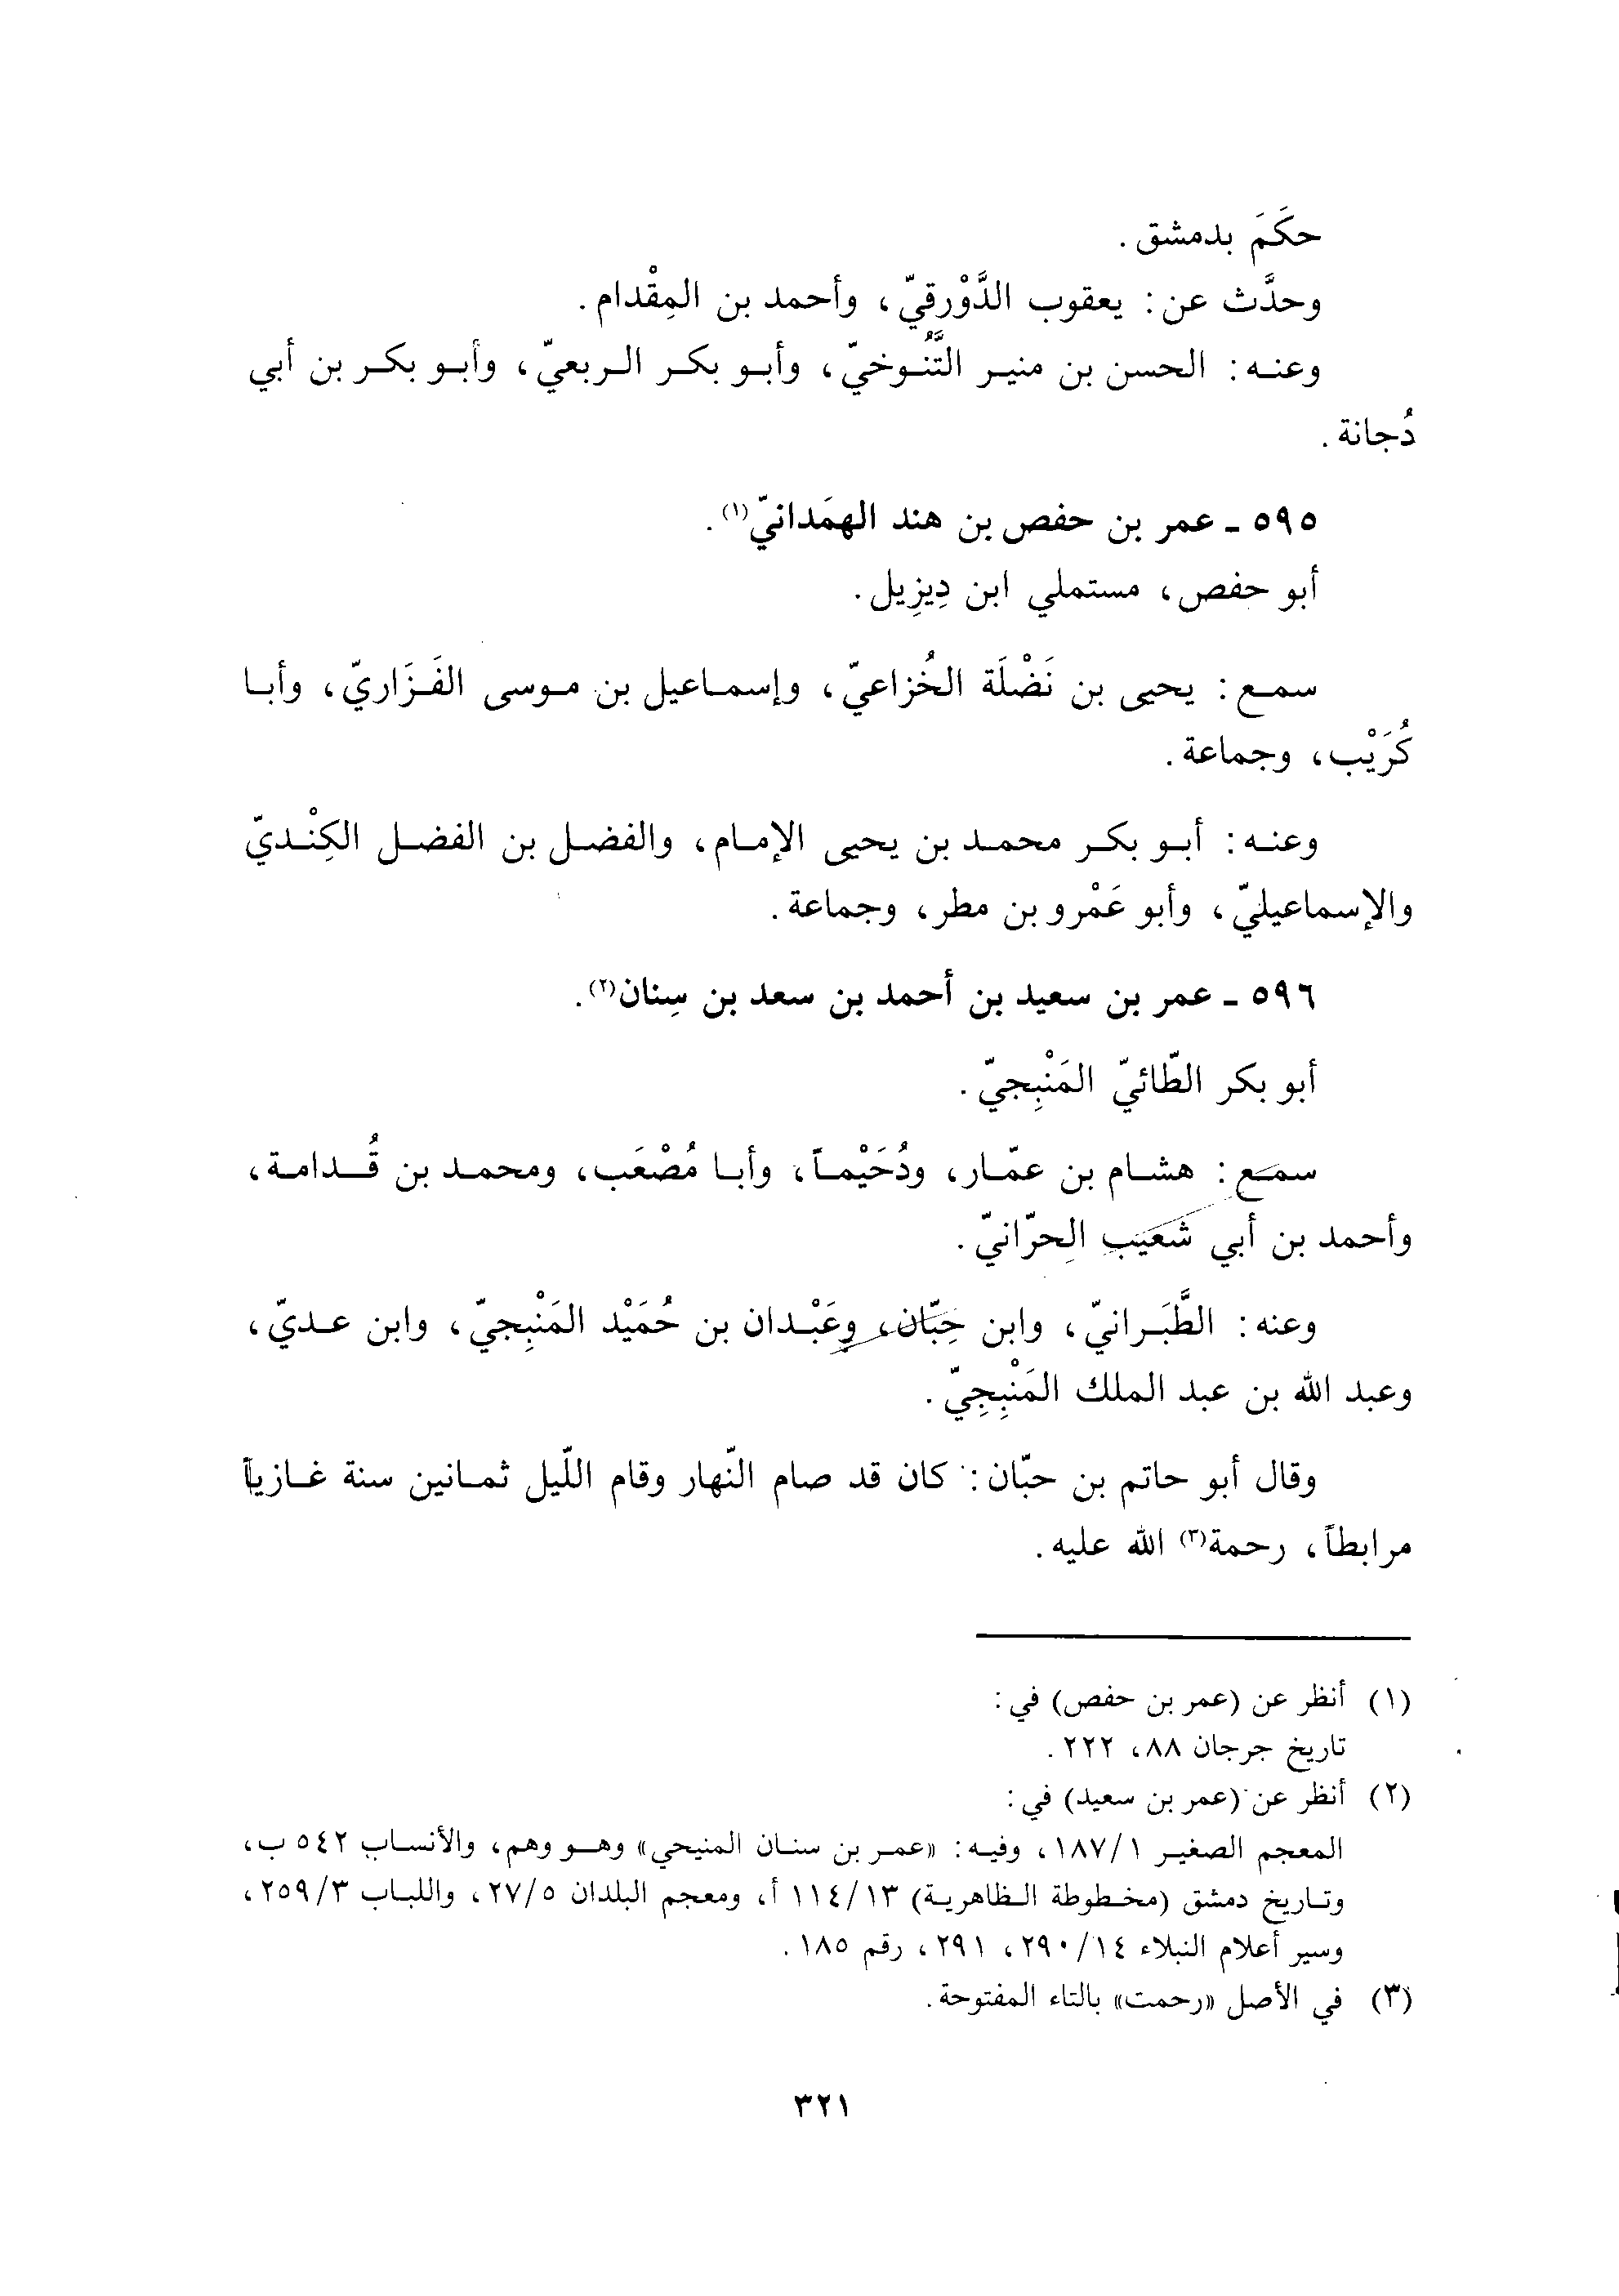 حكَمَ بدمشق.
وحدَّث عن: يعقوب الدَّوْرقيّ، وأحمد بن المِقْدام.
وعنه: الحسن بن منير التَّنُوخيّ، وأبو بكر الربعيّ، وأبو بكر بن أبي
دُجانة.
٥٩٥ ـ عمر بن حفص بن هند الهمَدانيّ(١).
أبو حفص، مستملي ابن دِيزِيل.
سمع: يحيى بن نَضْلَة الخُزاعيّ، وإسماعيل بن موسى الفَزَاريّ، وأبا
كُرَيْب، وجماعة.
وعنه: أبو بكر محمد بن يحيى الإمام، والفضل بن الفضل الكِنْديّ
والإسماعيليّ، وأبو عَمْرو بن مطر، وجماعة.
٥٩٦ ـ عمر بن سعيد بن أحمد بن سعد بن سِنان(٢).
أبو بكر الطّائيّ المَنْبِجيّ.
سمع: هشام بن عمّار، ودُحَيْماً، وأبا مُصْعَب، ومحمد بن قُدامة،
وأحمد بن أبي شعَيب الحرّانيّ.
وعنه: الطَّبَرانيّ، وابن حِبّان، وعَبْدان بن حُمَيْد المَنْبِجيّ، وابن عديّ،
وعبد الله بن عبد الملك المَنْبِجِيّ.
وقال أبو حاتم بن حبّان: كان قد صام النّهار وقام اللّيل ثمانين سنة غازياً
مرابطاً، رحمة(٣) الله عليه.
(١) أنظر عن (عمر بن حفص) في:
تاريخ جرجان ٨٨، ٢٢٢.
(٢) أنظر عن (عمر بن سعيد) في:
المعجم الصغير ١/١٨٧، وفيه: «عمر بن سنان المنيحي» وهو وهم، والأنساب ٥٤٢ ب،
وتاريخ دمشق (مخطوطة الظاهرية) ١١٤/١٣ أ، ومعجم البلدان ٢٧/٥، واللباب ٢٥٩/٣،
وسير أعلام النبلاء ٢٩٠/١٤، ٢٩١، رقم ١٨٥.
(٣) في الأصل «رحمت» بالتاء المفتوحة.
٣٢١